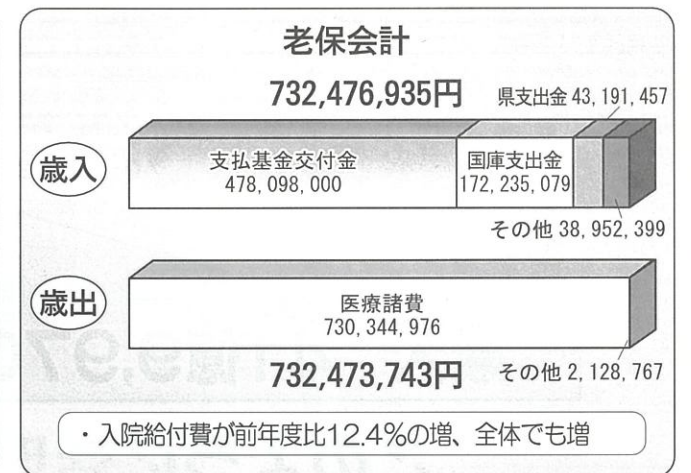 老保会計
732,476,935円
県支出金 43,191,457
歳入
支払基金交付金
478,098,000
国庫支出金
172,235,079
その他 38,952,399
歳出
医療諸費
730,344,976
732,473,743円
その他 2,128,767
・入院給付費が前年度比12.4%の増、全体でも増